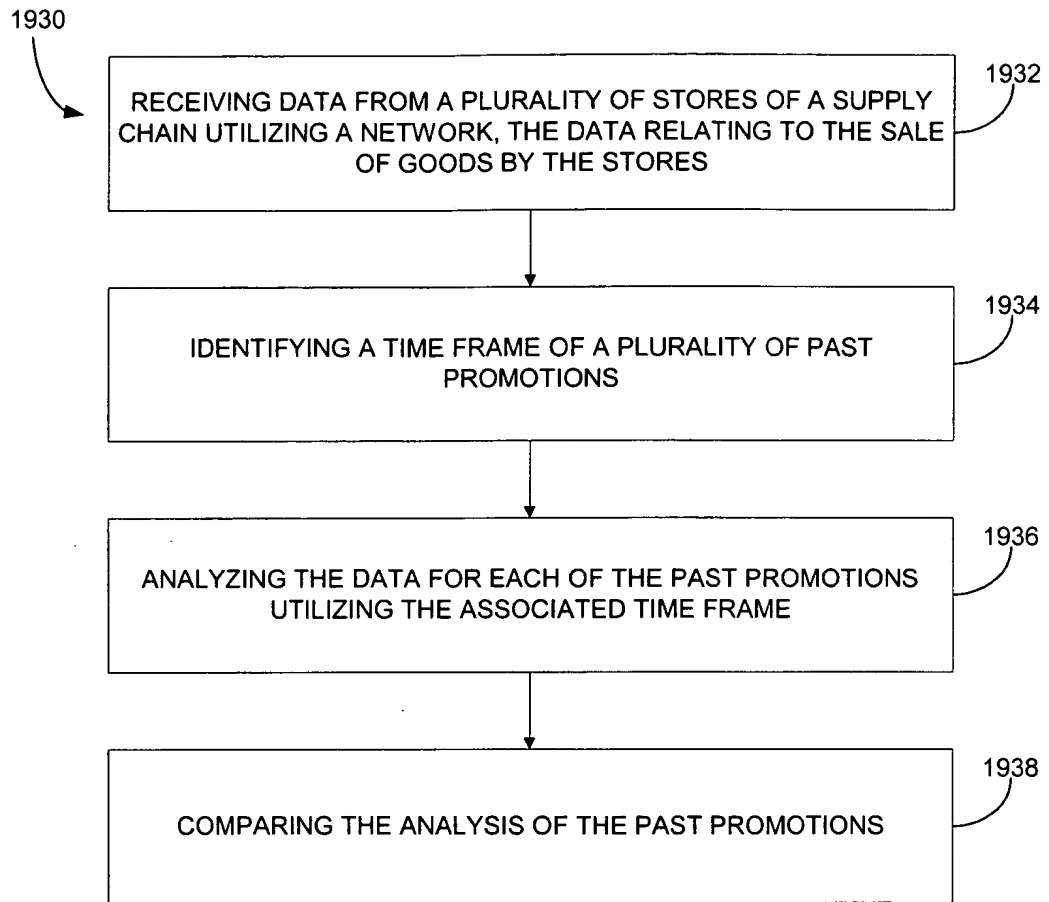 1930
1932
RECEIVING DATA FROM A PLURALITY OF STORES OF A SUPPLY
CHAIN UTILIZING A NETWORK, THE DATA RELATING TO THE SALE
OF GOODS BY THE STORES
1934
IDENTIFYING A TIME FRAME OF A PLURALITY OF PAST
PROMOTIONS
1936
ANALYZING THE DATA FOR EACH OF THE PAST PROMOTIONS
UTILIZING THE ASSOCIATED TIME FRAME
1938
COMPARING THE ANALYSIS OF THE PAST PROMOTIONS